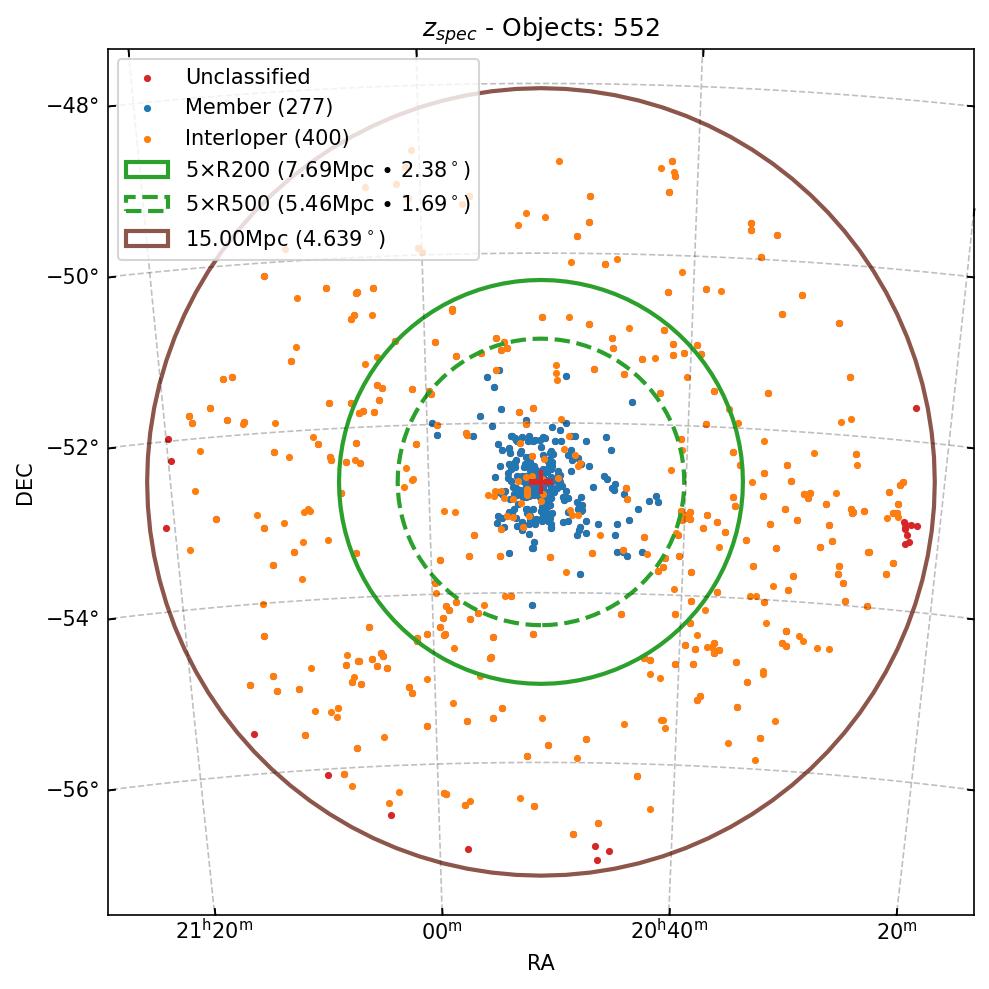 z_spec - Objects: 552
Unclassified
Member (277)
Interloper (400)
5×R200 (7.69Mpc • 2.38°)
5×R500 (5.46Mpc • 1.69°)
15.00Mpc (4.639°)
DEC
−48°
−50°
−52°
−54°
−56°
21ʰ20ᵐ 00ᵐ 20ʰ40ᵐ 20ᵐ
RA